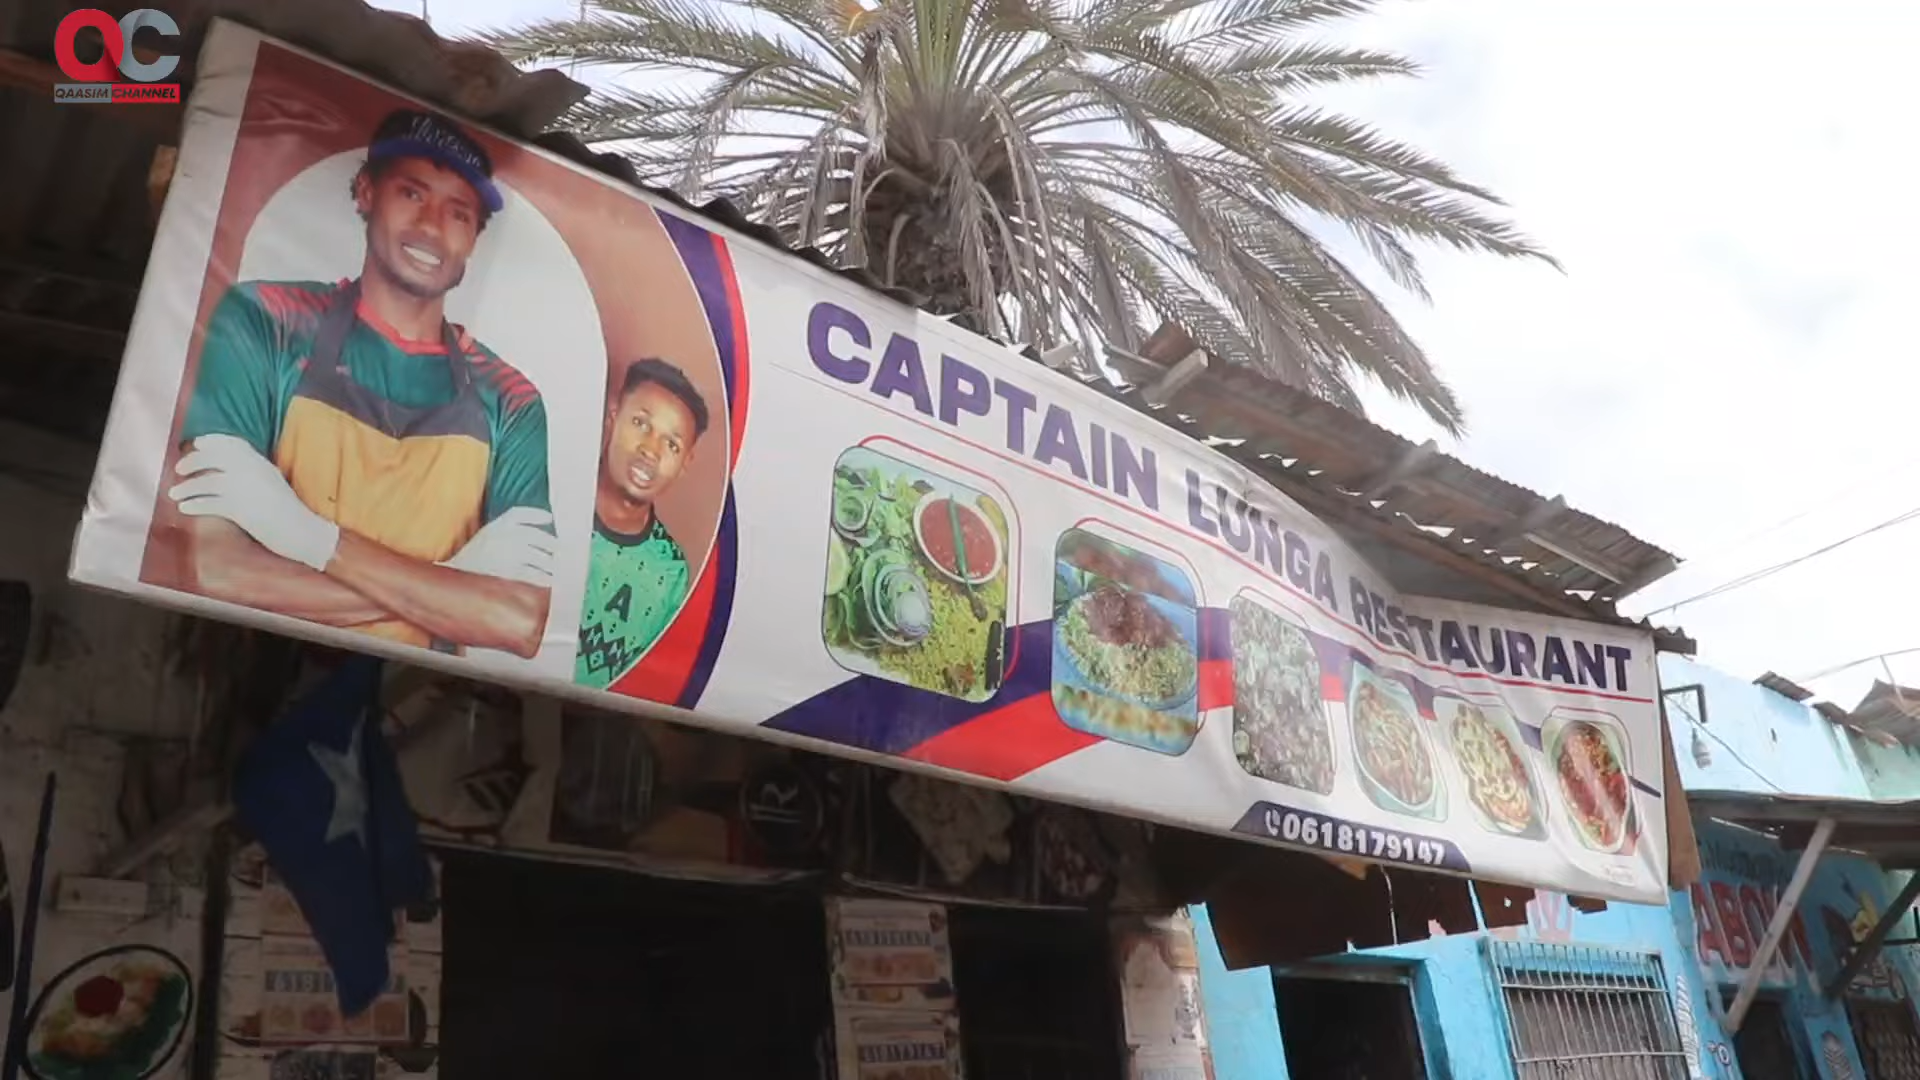 QC
QAASIM CHANNEL
CAPTAIN LUNGA RESTAURANT
A
0618179147